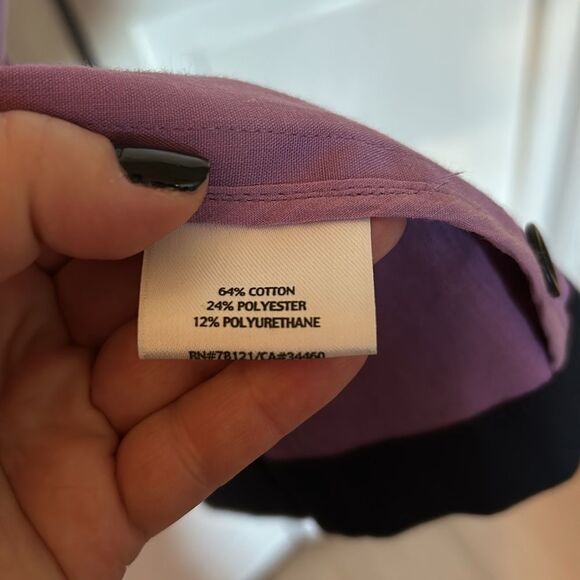 64% COTTON
24% POLYESTER
12% POLYURETHANE
RN#78121/CA#34460